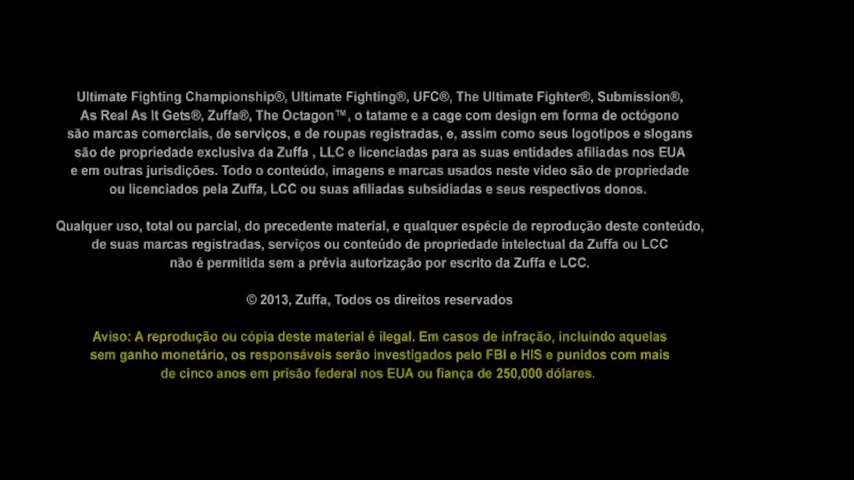 Ultimate Fighting Championship®, Ultimate Fighting®, UFC®, The Ultimate Fighter®, Submission®,
As Real As It Gets®, Zuffa®, The Octagon™, o tatame e a cage com design em forma de octógono
são marcas comerciais, de serviços, e de roupas registradas, e, assim como seus logotipos e slogans
são de propriedade exclusiva da Zuffa , LLC e licenciadas para as suas entidades afiliadas nos EUA
e em outras jurisdições. Todo o conteúdo, imagens e marcas usados neste video são de propriedade
ou licenciados pela Zuffa, LCC ou suas afiliadas subsidiadas e seus respectivos donos.
Qualquer uso, total ou parcial, do precedente material, e qualquer espécie de reprodução deste conteúdo,
de suas marcas registradas, serviços ou conteúdo de propriedade intelectual da Zuffa ou LCC
não é permitida sem a prévia autorização por escrito da Zuffa e LCC.
© 2013, Zuffa, Todos os direitos reservados
Aviso: A reprodução ou cópia deste material é ilegal. Em casos de infração, incluindo aquelas
sem ganho monetário, os responsáveis serão investigados pelo FBI e HIS e punidos com mais
de cinco anos em prisão federal nos EUA ou fiança de 250,000 dólares.